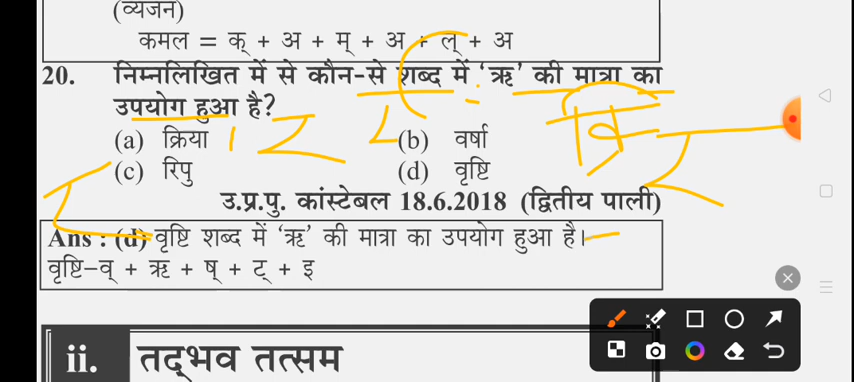 (व्यंजन)
कमल = क् + अ + म् + अ + ल् + अ
20. निम्नलिखित में से कौन-से शब्द में ‘ऋ’ की मात्रा का
उपयोग हुआ है?
(a) क्रिया (b) वर्षा
(c) रिपु (d) वृष्टि
उ.प्र.पु. कांस्टेबल 18.6.2018 (द्वितीय पाली)
Ans : (d) वृष्टि शब्द में ‘ऋ’ की मात्रा का उपयोग हुआ है।
वृष्टि–व् + ऋ + ष् + ट् + इ
ii. तद्भव तत्सम